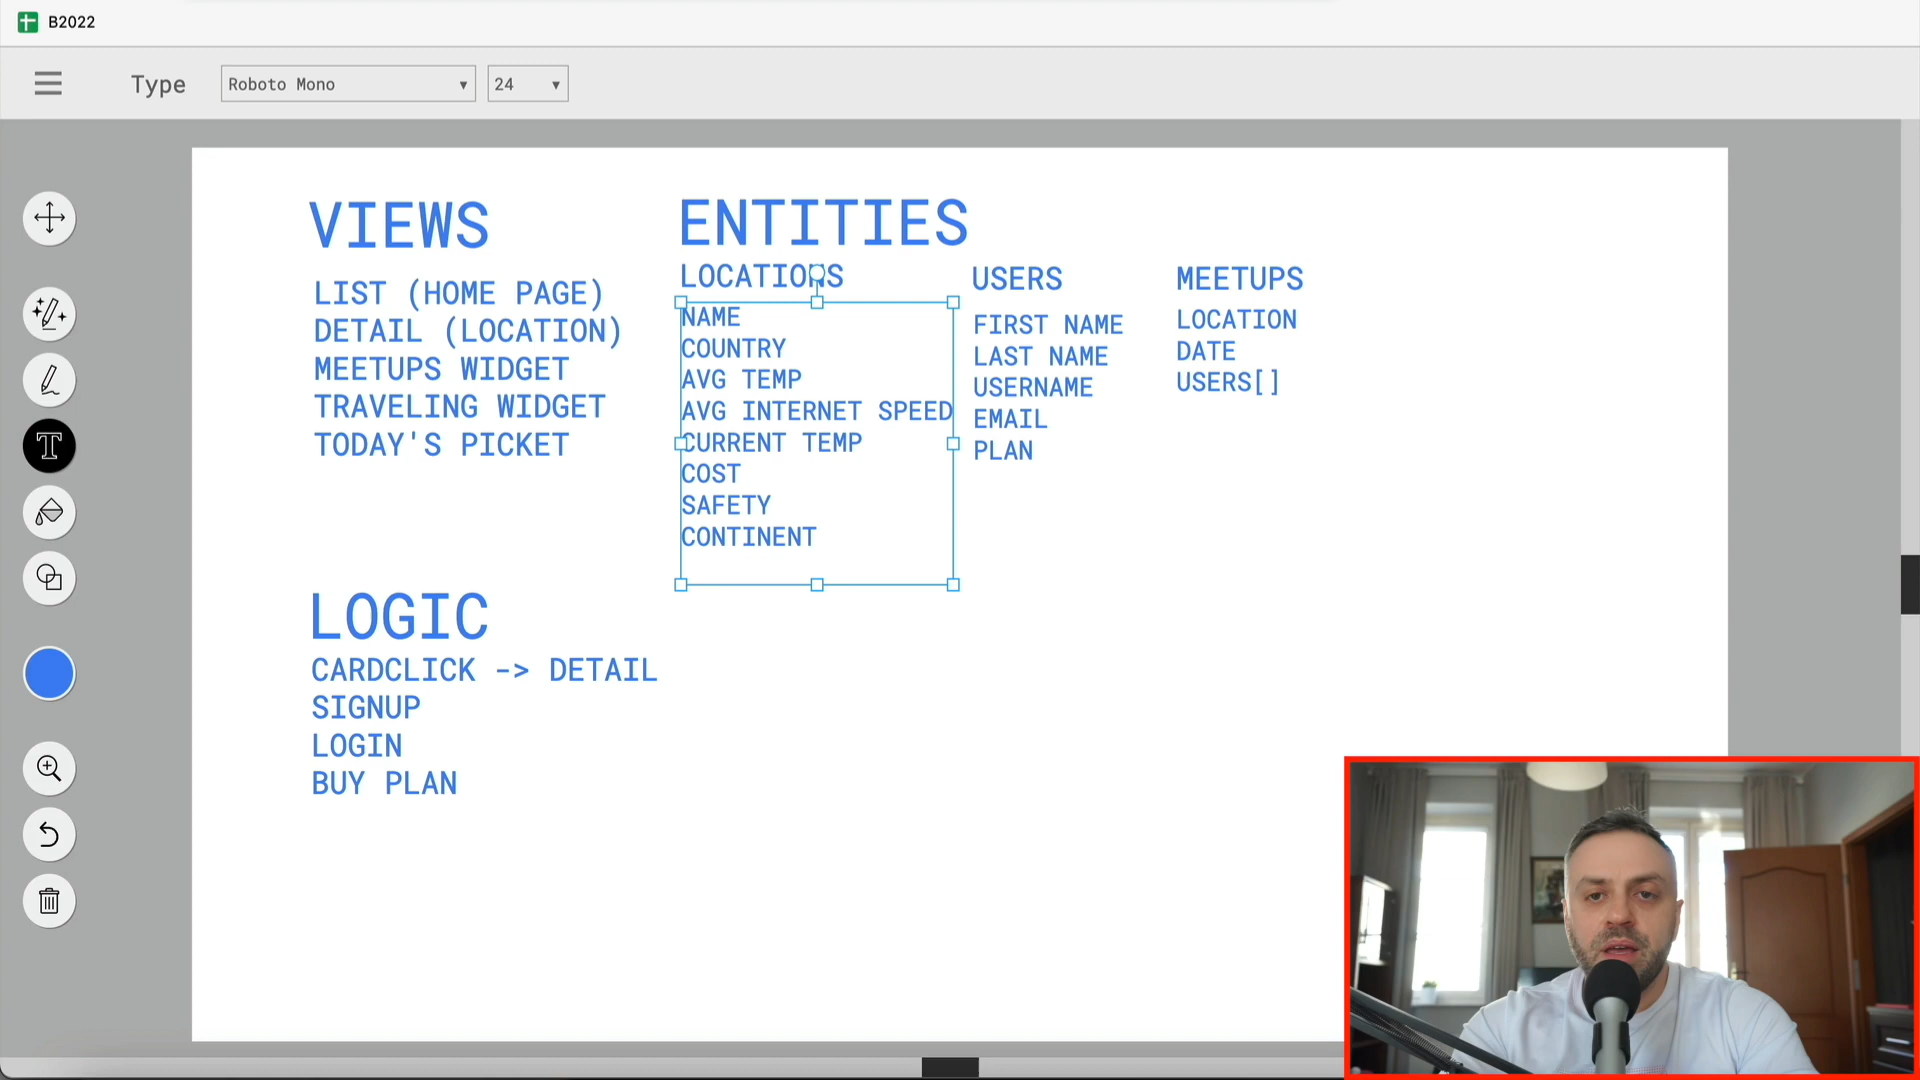 B2022
Type
Roboto Mono
24
VIEWS
LIST (HOME PAGE)
DETAIL (LOCATION)
MEETUPS WIDGET
TRAVELING WIDGET
TODAY'S PICKET
ENTITIES
LOCATIONS
NAME
COUNTRY
AVG TEMP
AVG INTERNET SPEED
CURRENT TEMP
COST
SAFETY
CONTINENT
USERS
FIRST NAME
LAST NAME
USERNAME
EMAIL
PLAN
MEETUPS
LOCATION
DATE
USERS[]
LOGIC
CARDCLICK -> DETAIL
SIGNUP
LOGIN
BUY PLAN